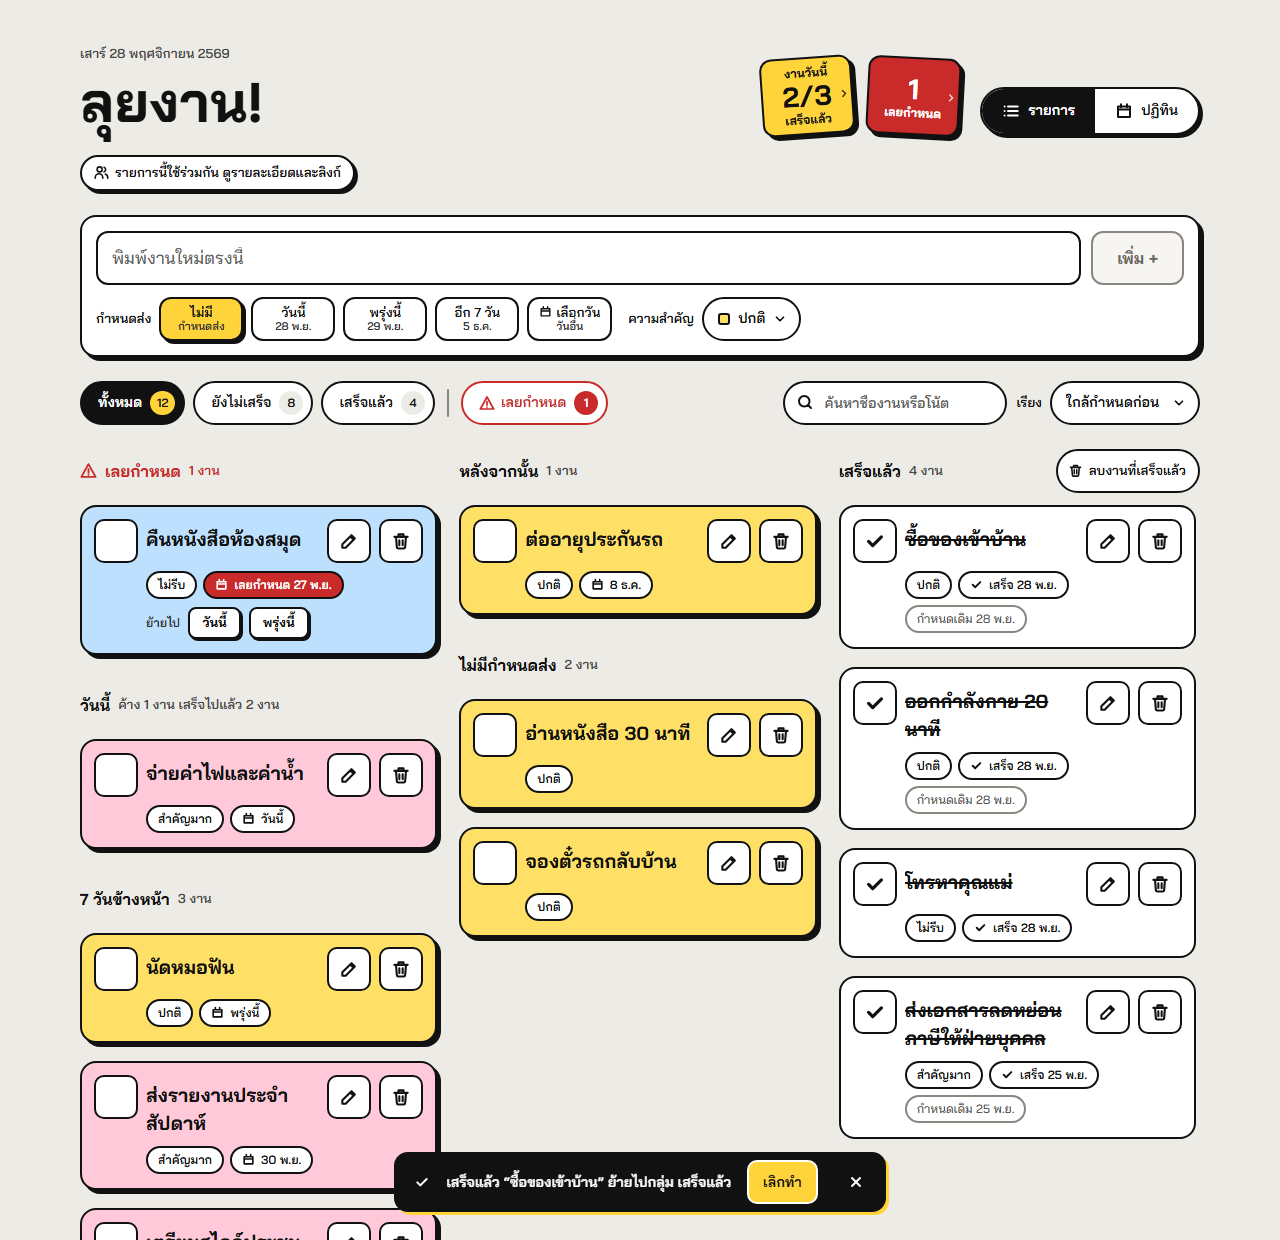 เสาร์ 28 พฤศจิกายน 2569
ลุยงาน!
งานวันนี้
2/3
เสร็จแล้ว
1
เลยกำหนด
รายการ
ปฏิทิน
รายการนี้ใช้ร่วมกัน ดูรายละเอียดและลิงก์
พิมพ์งานใหม่ตรงนี้
เพิ่ม +
กำหนดส่ง
ไม่มี
กำหนดส่ง
วันนี้
28 พ.ย.
พรุ่งนี้
29 พ.ย.
อีก 7 วัน
5 ธ.ค.
เลือกวัน
วันอื่น
ความสำคัญ
ปกติ
ทั้งหมด 12
ยังไม่เสร็จ 8
เสร็จแล้ว 4
เลยกำหนด 1
ค้นหาชื่องานหรือโน้ต
เรียง
ใกล้กำหนดก่อน
เลยกำหนด 1 งาน
คืนหนังสือห้องสมุด
ไม่รีบ
เลยกำหนด 27 พ.ย.
ย้ายไป
วันนี้
พรุ่งนี้
วันนี้ ค้าง 1 งาน เสร็จไปแล้ว 2 งาน
จ่ายค่าไฟและค่าน้ำ
สำคัญมาก
วันนี้
7 วันข้างหน้า 3 งาน
นัดหมอฟัน
ปกติ
พรุ่งนี้
ส่งรายงานประจำ
สัปดาห์
สำคัญมาก
30 พ.ย.
หลังจากนั้น 1 งาน
ต่ออายุประกันรถ
ปกติ
8 ธ.ค.
ไม่มีกำหนดส่ง 2 งาน
อ่านหนังสือ 30 นาที
ปกติ
จองตั๋วรถกลับบ้าน
ปกติ
เสร็จแล้ว 4 งาน
ลบงานที่เสร็จแล้ว
ซื้อของเข้าบ้าน
ปกติ
เสร็จ 28 พ.ย.
กำหนดเดิม 28 พ.ย.
ออกกำลังกาย 20
นาที
ปกติ
เสร็จ 28 พ.ย.
กำหนดเดิม 28 พ.ย.
โทรหาคุณแม่
ไม่รีบ
เสร็จ 28 พ.ย.
ส่งเอกสารลดหย่อน
ภาษีให้ฝ่ายบุคคล
สำคัญมาก
เสร็จ 25 พ.ย.
กำหนดเดิม 25 พ.ย.
เสร็จแล้ว “ซื้อของเข้าบ้าน” ย้ายไปกลุ่ม เสร็จแล้ว
เลิกทำ